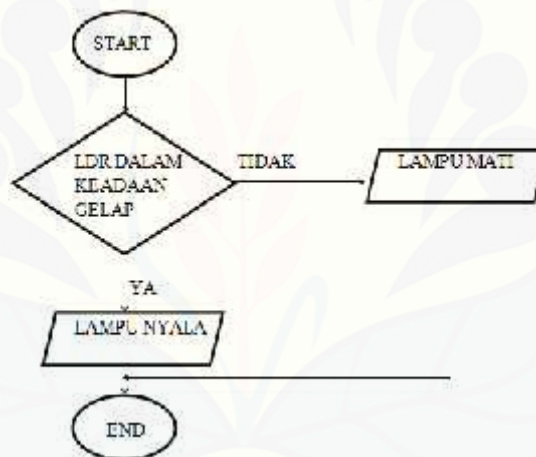 START
LDR DALAM
KEADAAN
GELAP
TIDAK
LAMPU MATI
YA
LAMPU NYALA
END